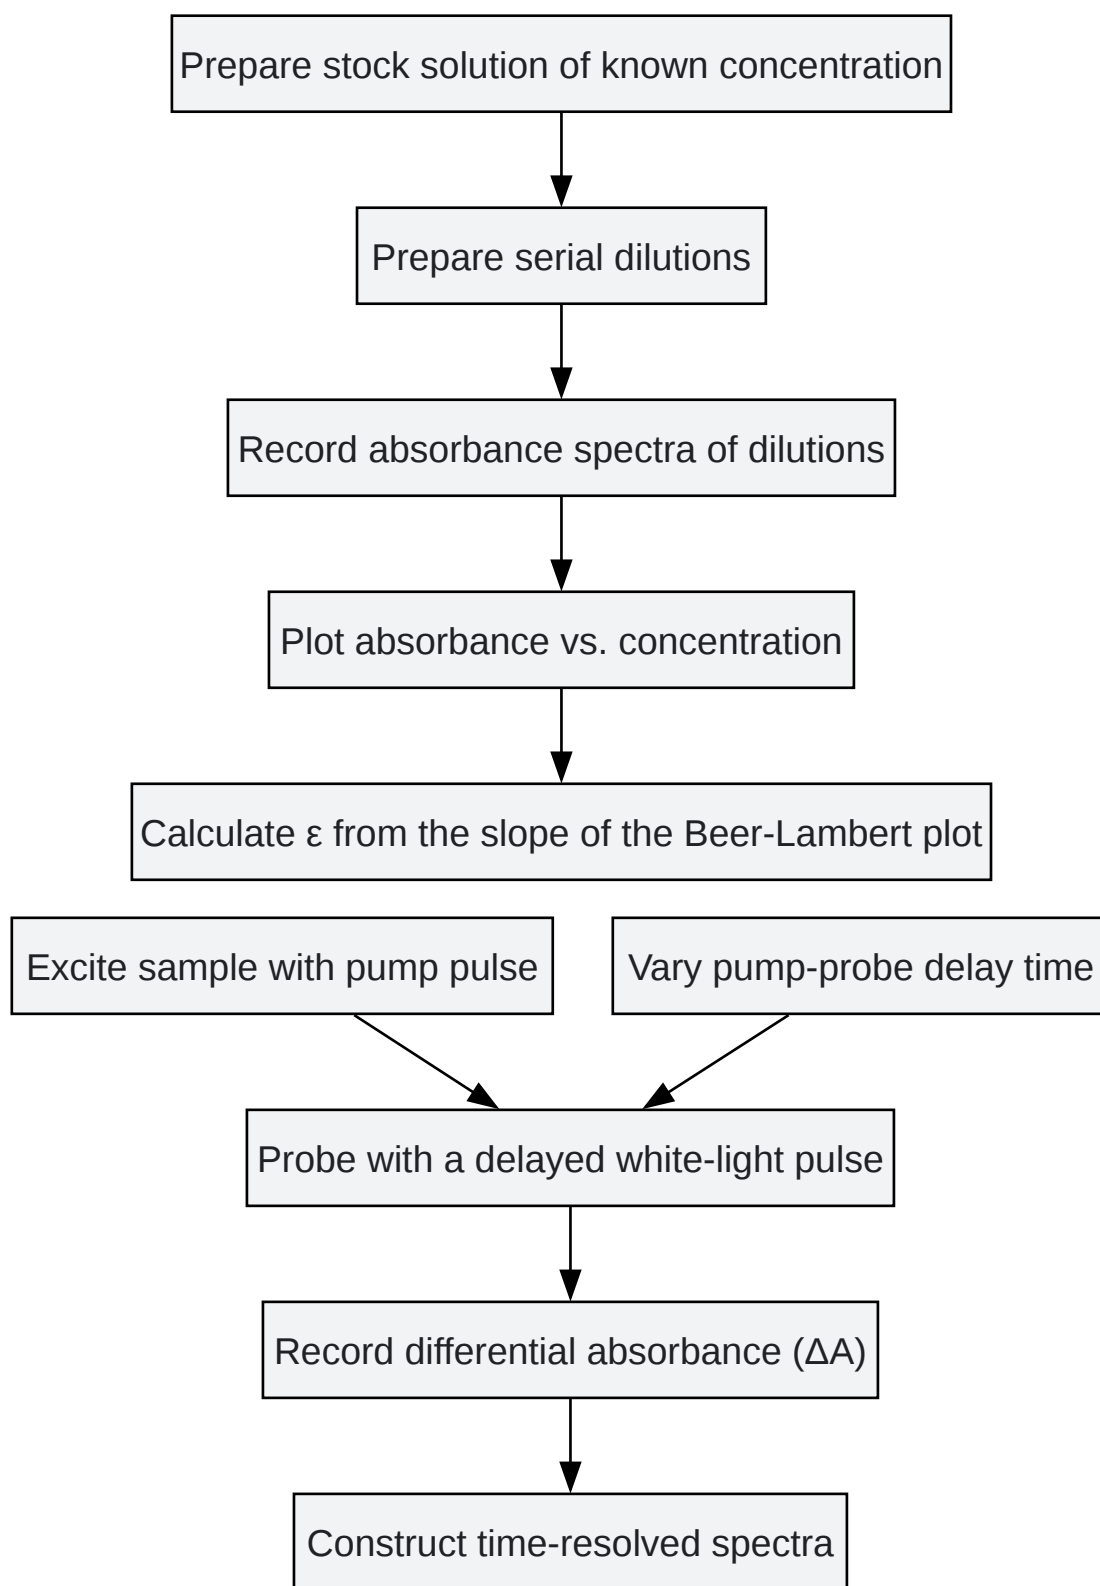 Prepare stock solution of known concentration
Prepare serial dilutions
Record absorbance spectra of dilutions
Plot absorbance vs. concentration
Calculate ε from the slope of the Beer-Lambert plot
Excite sample with pump pulse
Vary pump-probe delay time
Probe with a delayed white-light pulse
Record differential absorbance (ΔA)
Construct time-resolved spectra